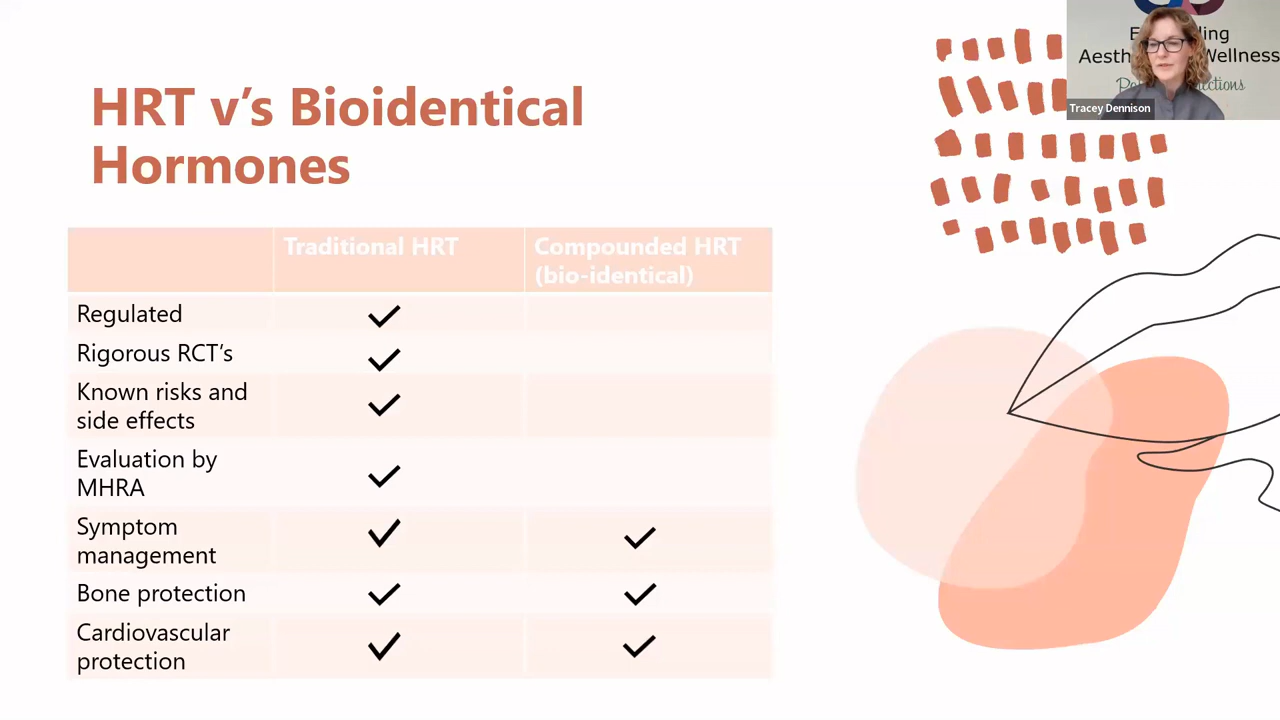 HRT v's Bioidentical
Hormones
Traditional HRT
Compounded HRT
(bio-identical)
Regulated
Rigorous RCT's
Known risks and
side effects
Evaluation by
MHRA
Symptom
management
Bone protection
Cardiovascular
protection
Wellness
Tracey Dennison